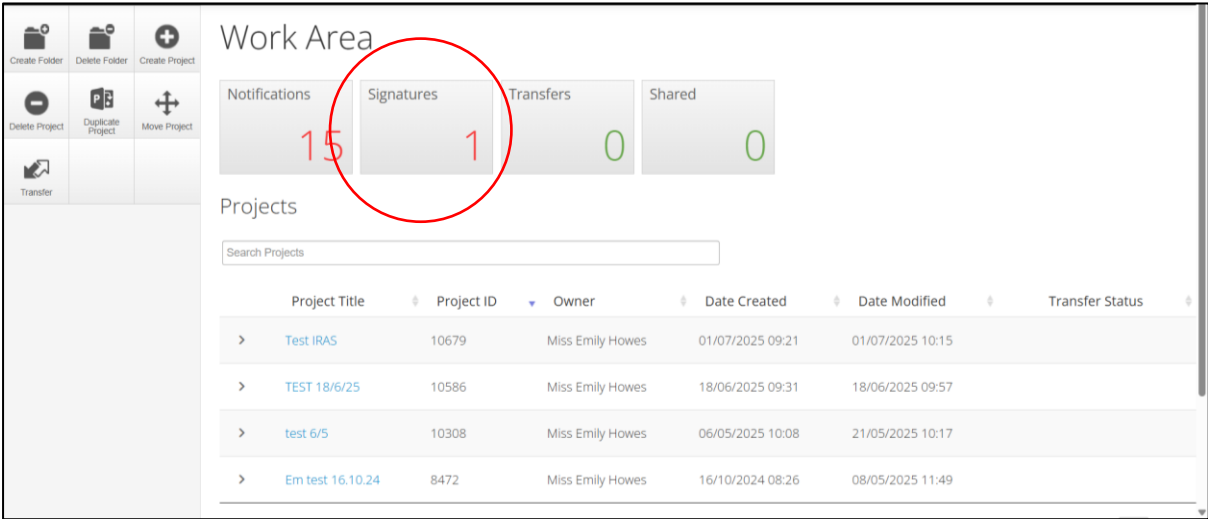 Create Folder
Delete Folder
Create Project
Delete Project
Duplicate
Project
Move Project
Transfer
Work Area
Notifications
15
Signatures
1
Transfers
0
Shared
0
Projects
Search Projects
Project Title Project ID Owner Date Created Date Modified Transfer Status
Test IRAS 10679 Miss Emily Howes 01/07/2025 09:21 01/07/2025 10:15
TEST 18/6/25 10586 Miss Emily Howes 18/06/2025 09:31 18/06/2025 09:57
test 6/5 10308 Miss Emily Howes 06/05/2025 10:08 21/05/2025 10:17
Em test 16.10.24 8472 Miss Emily Howes 16/10/2024 08:26 08/05/2025 11:49